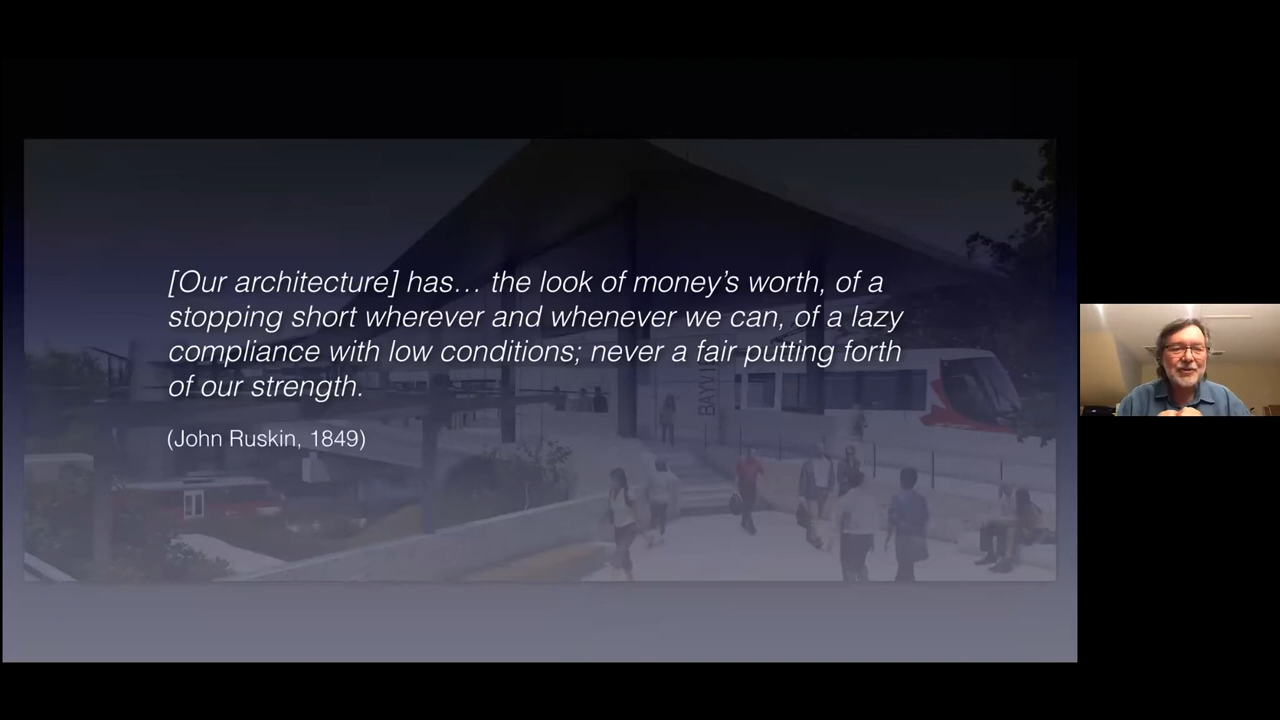 [Our architecture] has… the look of money’s worth, of a
stopping short wherever and whenever we can, of a lazy
compliance with low conditions; never a fair putting forth
of our strength.
(John Ruskin, 1849)